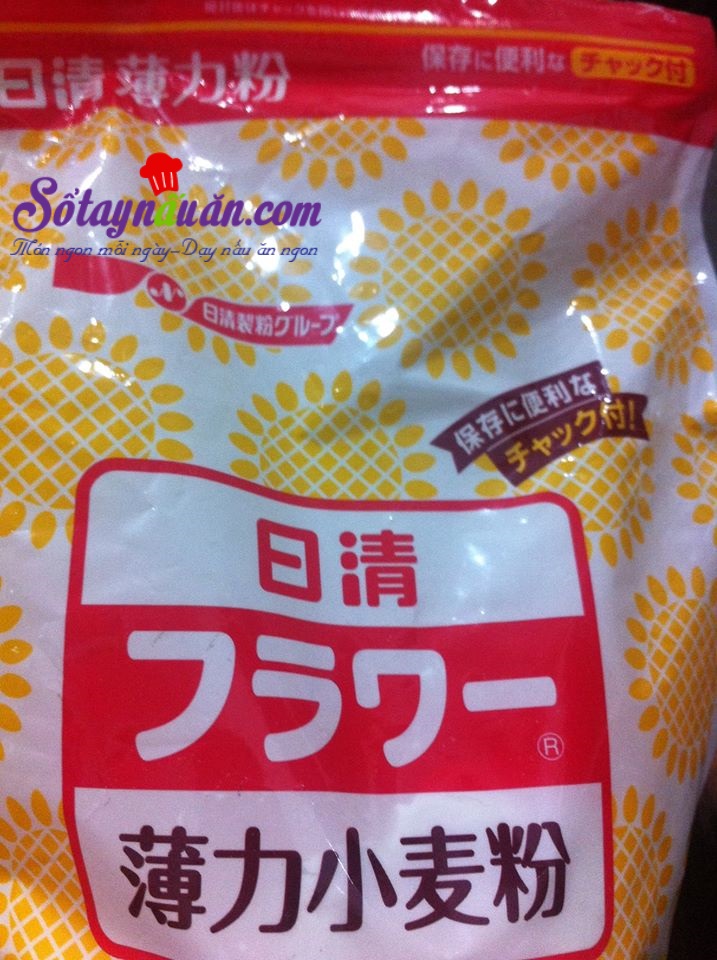 日清 薄力粉
保存に便利な チャック付
Sổtaynấuăn.com
Món ngon mỗi ngày-Dạy nấu ăn ngon
日清製粉グループ
保存に便利な
チャック付!
日清
フラワー
®
薄力小麦粉